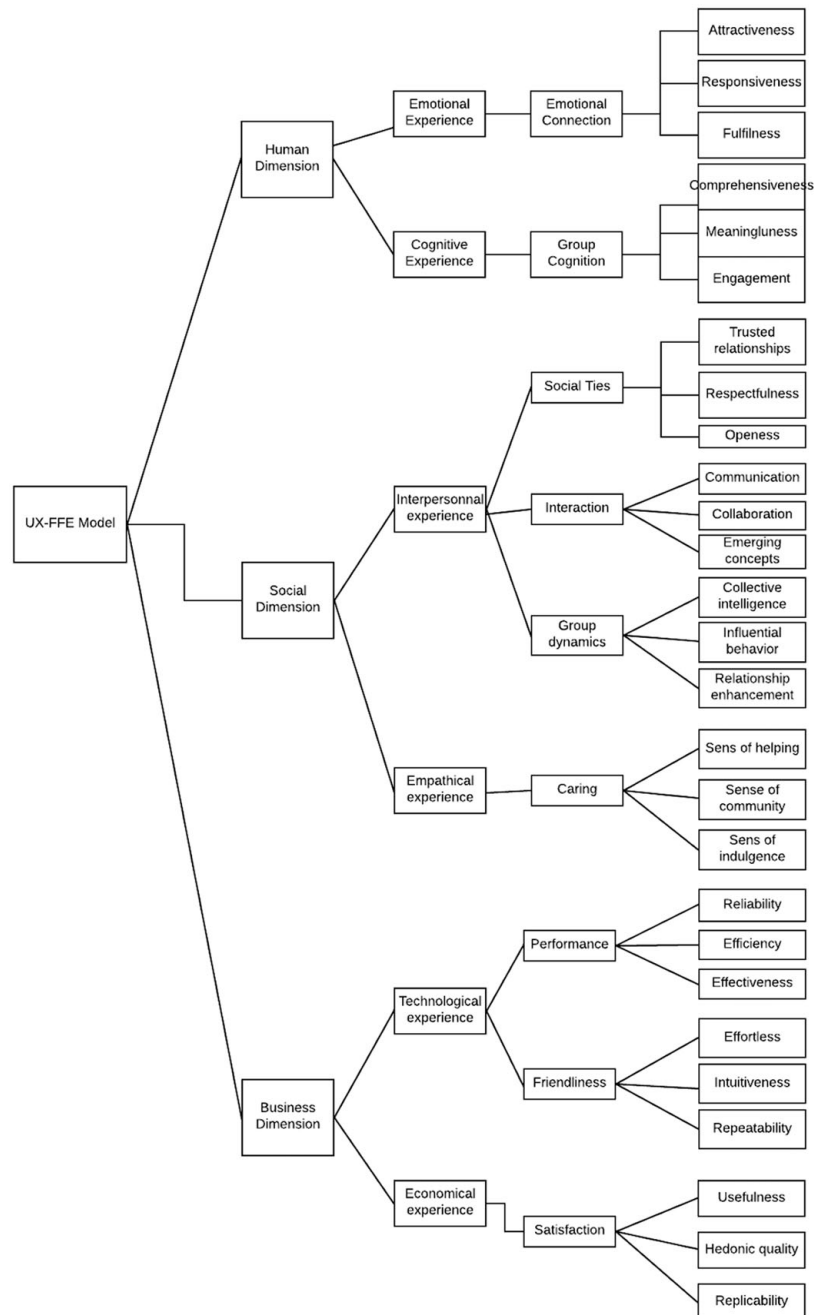 Attractiveness
Responsiveness
Emotional
Experience
Emotional
Connection
Fulfilness
Human
Dimension
Comprehensiveness
Cognitive
Experience
Group
Cognition
Meaningluness
Engagement
Trusted
relationships
Social Ties
Respectfulness
Openess
UX-FFE Model
Interpersonnal
experience
Interaction
Communication
Collaboration
Emerging
concepts
Social
Dimension
Group
dynamics
Collective
intelligence
Influential
behavior
Relationship
enhancement
Empathical
experience
Caring
Sens of helping
Sense of
community
Sens of
indulgence
Technological
experience
Performance
Reliability
Efficiency
Effectiveness
Business
Dimension
Friendliness
Effortless
Intuitiveness
Repeatability
Economical
experience
Satisfaction
Usefulness
Hedonic quality
Replicability